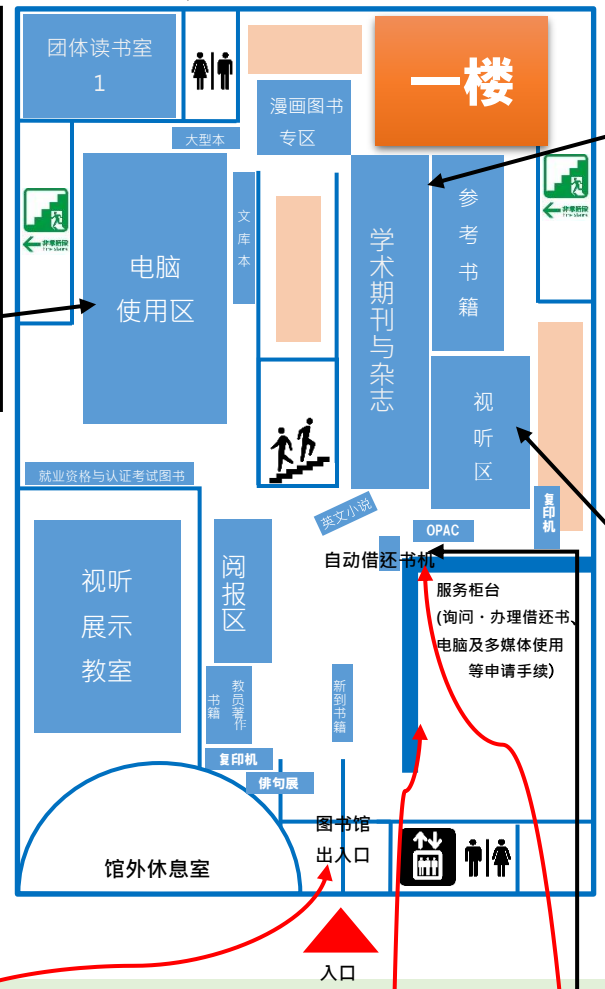 团体读书室
1
一楼
漫画图书
专区
大型本
文
库
本
电脑
使用区
学术期刊与杂志
参考书籍
视听区
就业资格与认证考试图书
英文小说
OPAC
复印机
自动借还书机
服务柜台
(询问・办理借还书、
电脑及多媒体使用
等申请手续)
视听
展示
教室
阅报区
教员著作
书籍
新到书籍
复印机
俳句展
图书馆
出入口
馆外休息室
入口